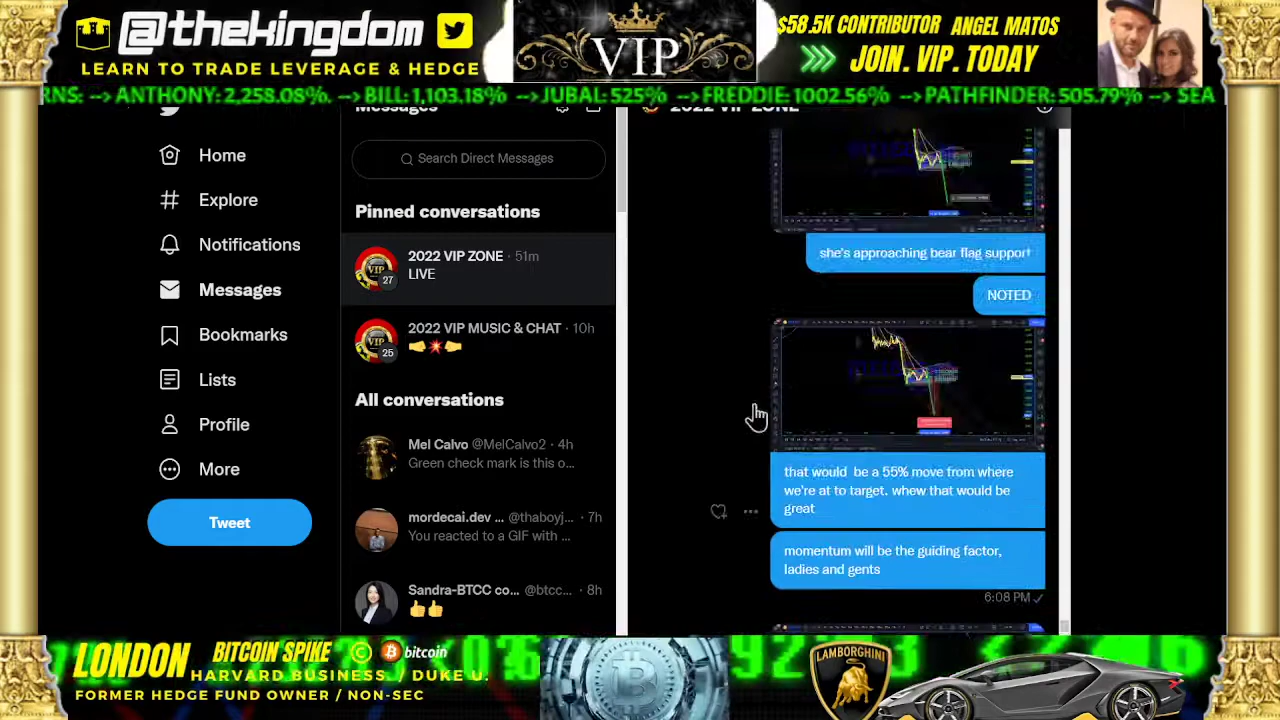 @thekingdom
LEARN TO TRADE LEVERAGE & HEDGE
VIP
$58.5K CONTRIBUTOR ANGEL MATOS
JOIN. VIP. TODAY
RNS: --> ANTHONY: 2,258.08%. --> BILL: 1,103.18% --> JUBAL: 525% --> FREDDIE: 1002.56% --> PATHFINDER: 505.79% --> SEA
Home
Explore
Notifications
Messages
Bookmarks
Lists
Profile
More
Tweet
Messages
Search Direct Messages
Pinned conversations
2022 VIP ZONE · 51m
LIVE
VIP
27
2022 VIP MUSIC & CHAT · 10h
VIP
25
All conversations
Mel Calvo @MelCalvo2 · 4h
Green check mark is this o...
mordecai.dev ... @thaboyj... · 7h
You reacted to a GIF with ...
Sandra-BTCC co... @btcc... · 8h
2022 VIP ZONE
she's approaching bear flag support
NOTED
that would be a 55% move from where
we're at to target. whew that would be
great
momentum will be the guiding factor,
ladies and gents
6:08 PM
LONDON
BITCOIN SPIKE © bitcoin
HARVARD BUSINESS. / DUKE U.
FORMER HEDGE FUND OWNER / NON-SEC
LAMBORGHINI